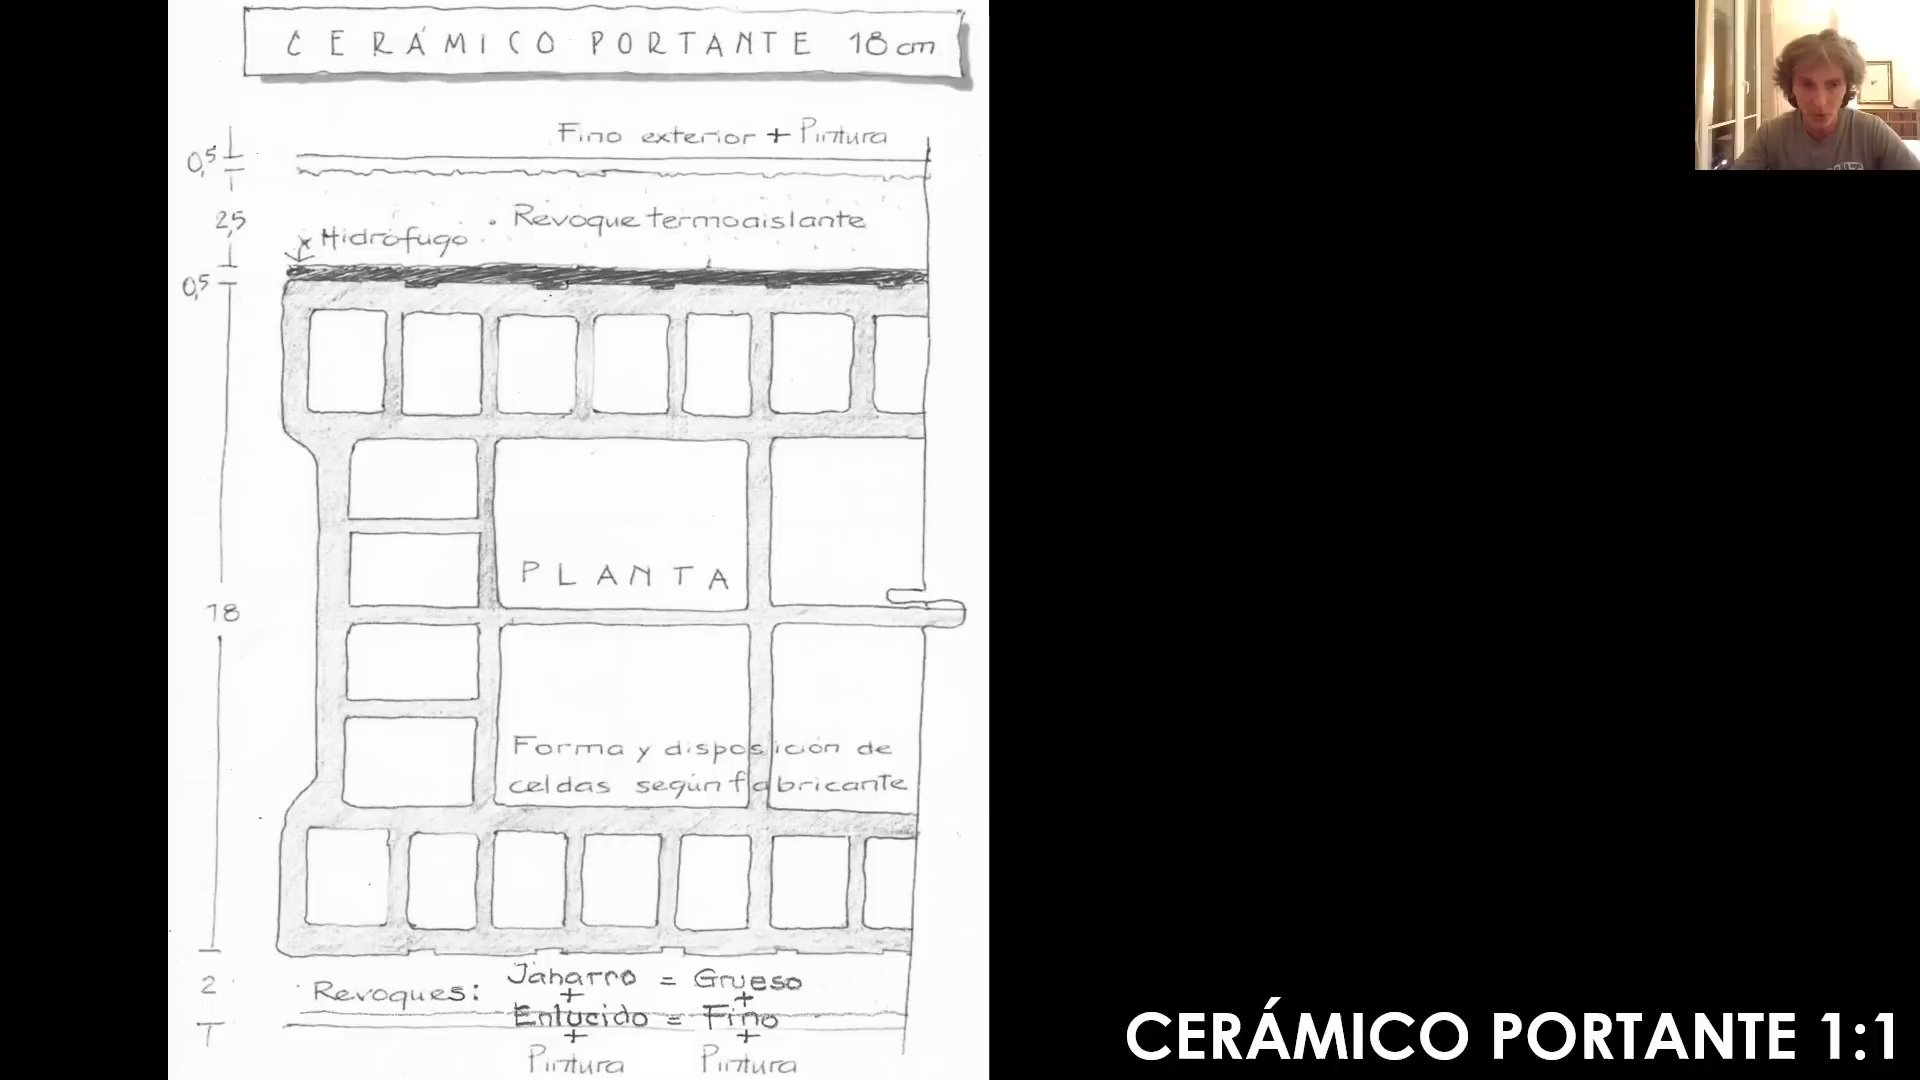 CERÁMICO PORTANTE 18 cm
Fino exterior + Pintura
0,5
2,5
Revoque termoaislante
Hidrófugo
0,5
PLANTA
18
Forma y disposición de
celdas según fabricante
2
Revoques: Jaharro = Grueso
+ +
Enlucido = Fino
+ +
Pintura Pintura
CERÁMICO PORTANTE 1:1